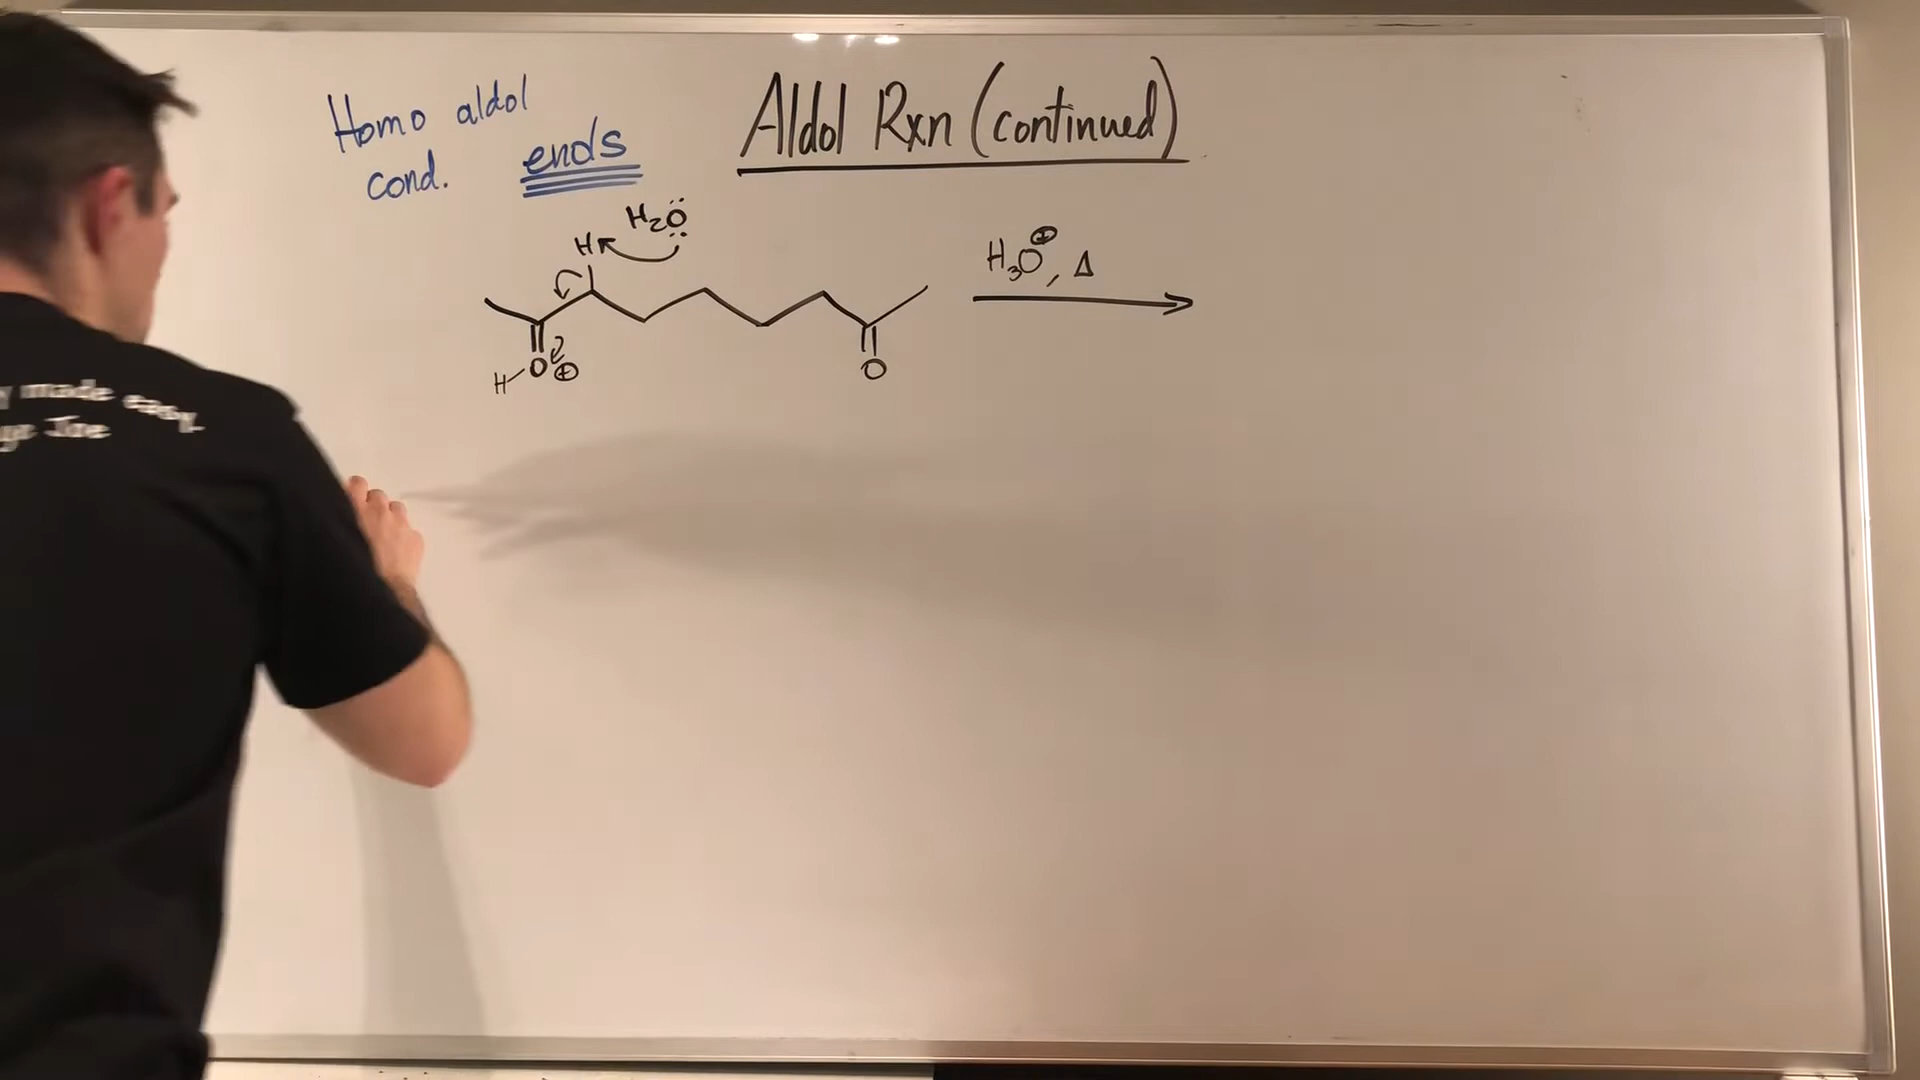 Homo aldol
cond. ends
Aldol Rxn (continued)
H₂O
H
H₃O⊕, Δ
H O ⊕
O
made easy.
Joe